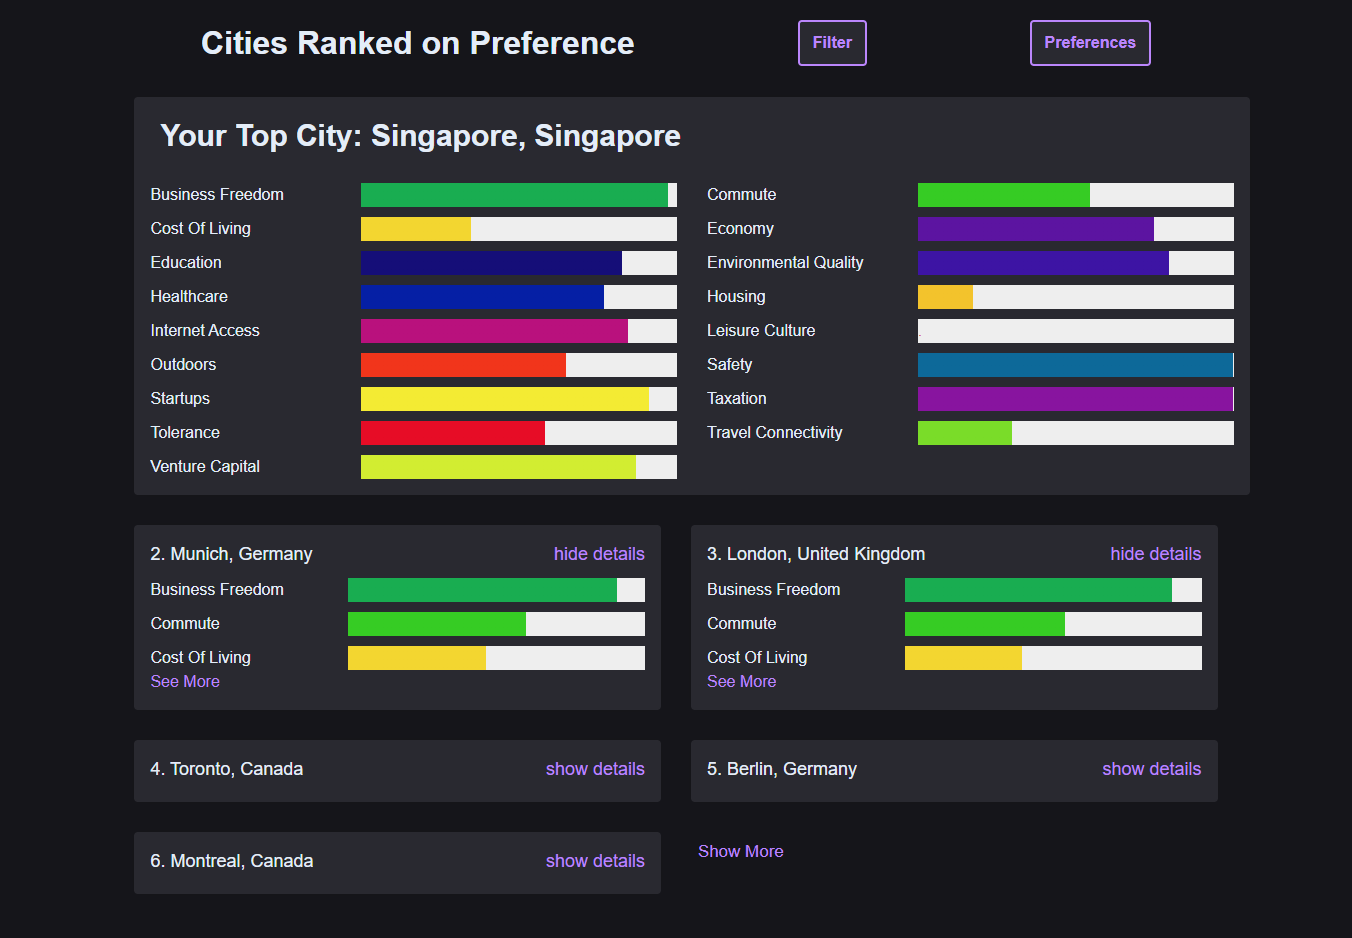 Cities Ranked on Preference
Filter
Preferences
Your Top City: Singapore, Singapore
Business Freedom
Commute
Cost Of Living
Economy
Education
Environmental Quality
Healthcare
Housing
Internet Access
Leisure Culture
Outdoors
Safety
Startups
Taxation
Tolerance
Travel Connectivity
Venture Capital
2. Munich, Germany
hide details
Business Freedom
Commute
Cost Of Living
See More
3. London, United Kingdom
hide details
Business Freedom
Commute
Cost Of Living
See More
4. Toronto, Canada
show details
5. Berlin, Germany
show details
6. Montreal, Canada
show details
Show More